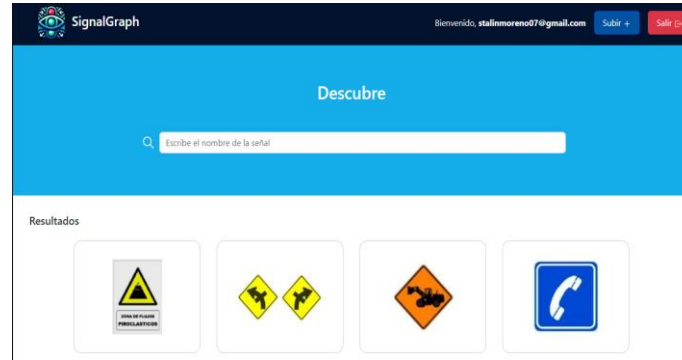 SignalGraph
Bienvenido, stalinmoreno07@gmail.com
Subir +
Salir
Descubre
Escribe el nombre de la señal
Resultados
ZONA DE FLUJOS
PIROCLASTICOS